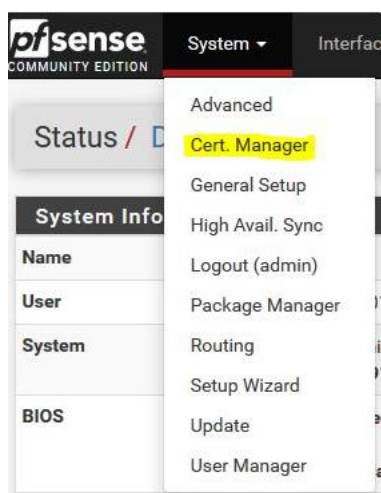 pfsense
COMMUNITY EDITION
System
Interfac
Status /
Advanced
Cert. Manager
General Setup
High Avail. Sync
Logout (admin)
Package Manager
Routing
Setup Wizard
Update
User Manager
System Info
Name
User
System
BIOS